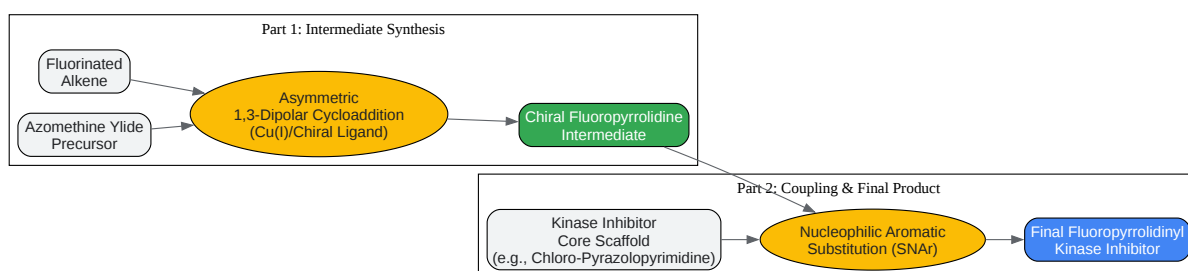 Part 1: Intermediate Synthesis
Fluorinated
Alkene
Azomethine Ylide
Precursor
Asymmetric
1,3-Dipolar Cycloaddition
(Cu(I)/Chiral Ligand)
Chiral Fluoropyrrolidine
Intermediate
Part 2: Coupling & Final Product
Kinase Inhibitor
Core Scaffold
(e.g., Chloro-Pyrazolopyrimidine)
Nucleophilic Aromatic
Substitution (SNAr)
Final Fluoropyrrolidinyl
Kinase Inhibitor